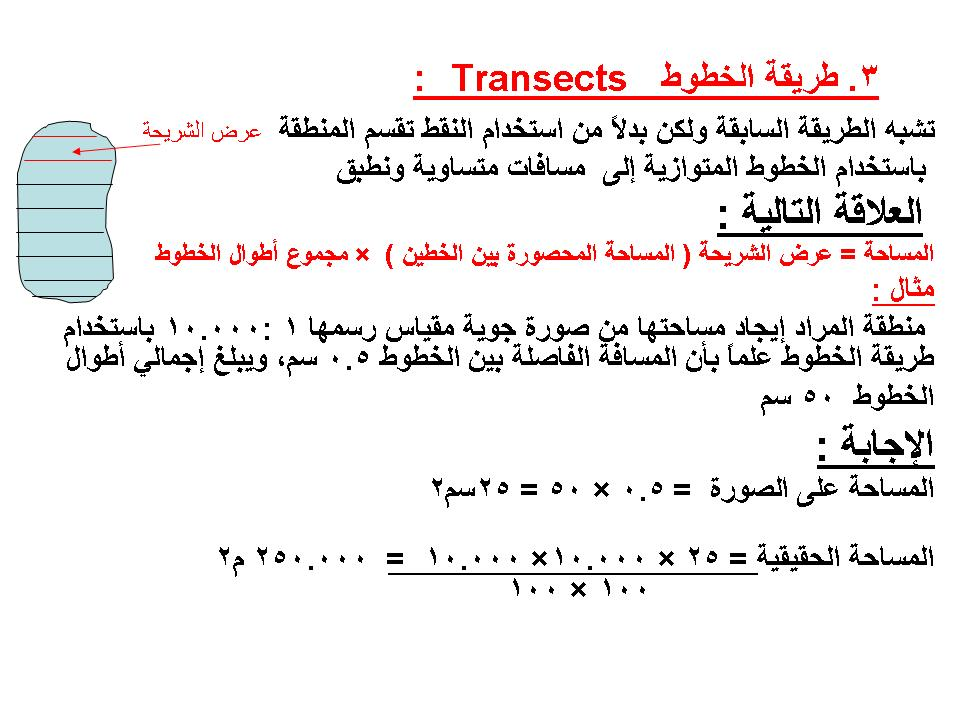 ٣. طريقة الخطوط Transects :
تشبه الطريقة السابقة ولكن بدلاً من استخدام النقط تقسم المنطقة
عرض الشريحة
باستخدام الخطوط المتوازية إلى مسافات متساوية ونطبق
العلاقة التالية :
المساحة = عرض الشريحة ( المساحة المحصورة بين الخطين ) × مجموع أطوال الخطوط
مثال :
منطقة المراد إيجاد مساحتها من صورة جوية مقياس رسمها ١ :١٠.٠٠٠ باستخدام
طريقة الخطوط علماً بأن المسافة الفاصلة بين الخطوط ٠.٥ سم، ويبلغ إجمالي أطوال
الخطوط ٥٠ سم
الإجابة :
المساحة على الصورة = ٠.٥ × ٥٠ = ٢٥سم٢
المساحة الحقيقية = ٢٥ × ١٠.٠٠٠× ١٠.٠٠٠ = ٢٥٠.٠٠٠ م٢
١٠٠ × ١٠٠